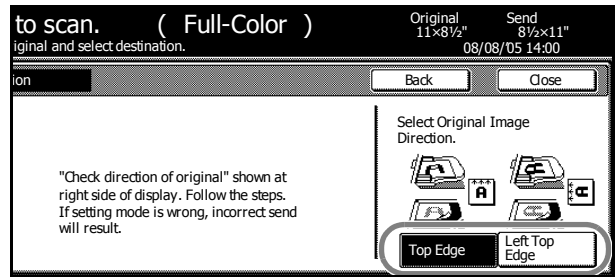 to scan. ( Full-Color )
iginal and select destination.
Original Send
11×8½" 8½×11"
08/08/'05 14:00
ion
Back
Close
Select Original Image
Direction.
"Check direction of original" shown at
right side of display. Follow the steps.
If setting mode is wrong, incorrect send
will result.
A
A
A
A
Top Edge
Left Top
Edge